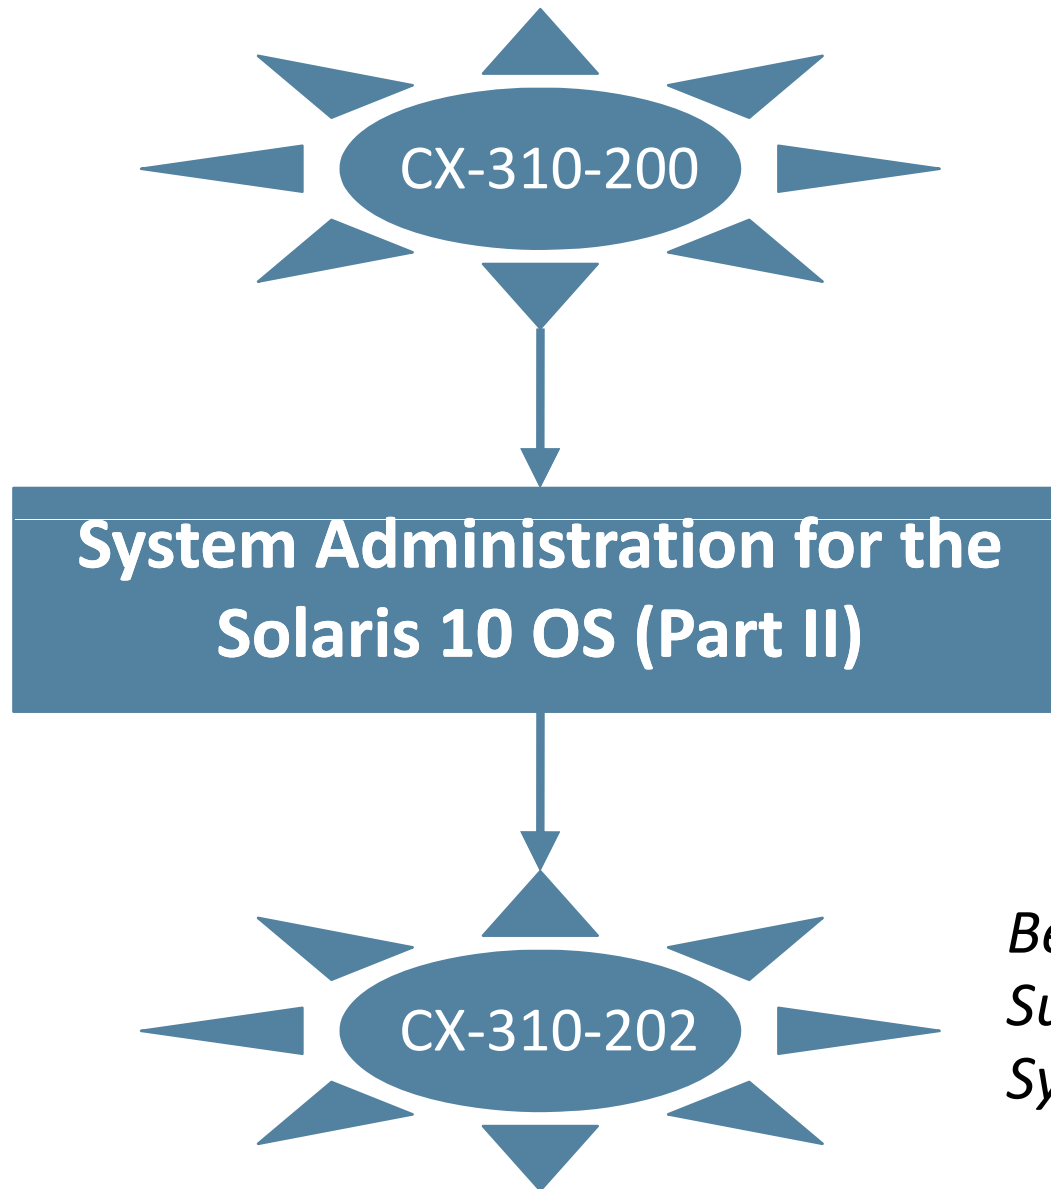 CX-310-200
System Administration for the
Solaris 10 OS (Part II)
CX-310-202